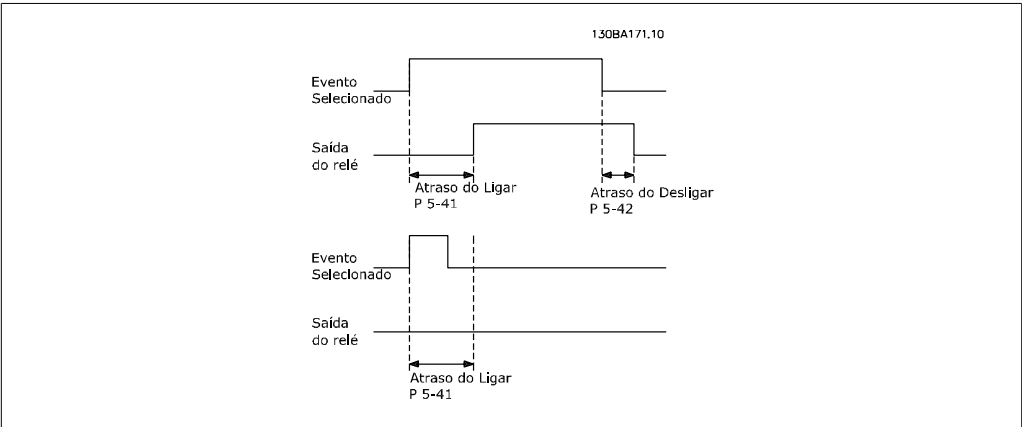 130BA171.10
Evento
Selecionado
Saída
do relé
Atraso do Ligar
P 5-41
Atraso do Desligar
P 5-42
Evento
Selecionado
Saída
do relé
Atraso do Ligar
P 5-41